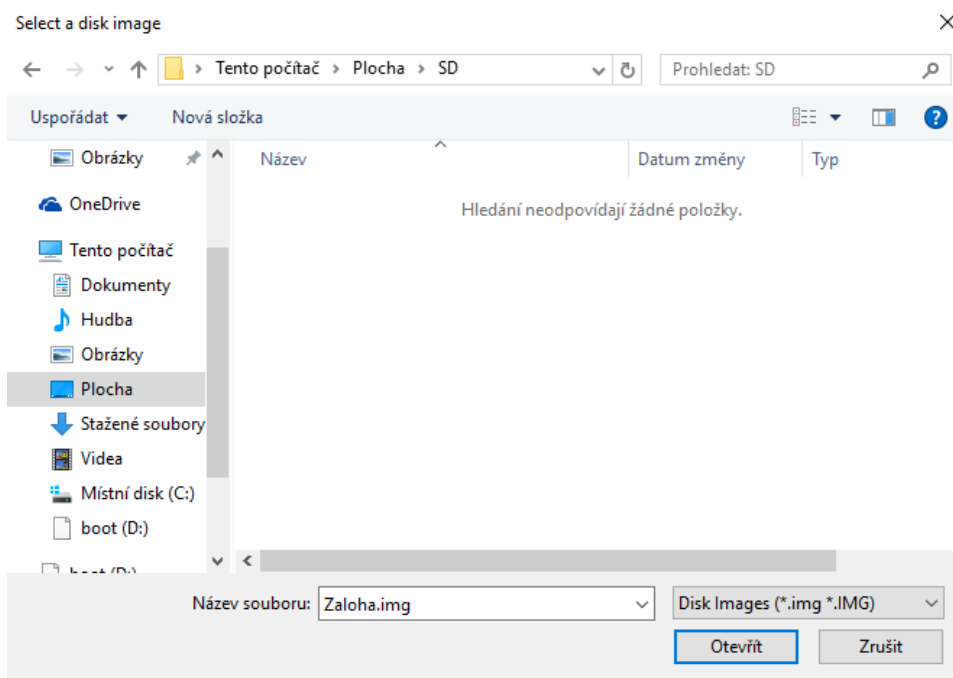 Select a disk image
Tento počítač > Plocha > SD
Prohledat: SD
Uspořádat
Nová složka
Obrázky
OneDrive
Tento počítač
Dokumenty
Hudba
Obrázky
Plocha
Stažené soubory
Videa
Místní disk (C:)
boot (D:)
boot (D:)
Název
Datum změny
Typ
Hledání neodpovídají žádné položky.
Název souboru: Zaloha.img
Disk Images (*.img *.IMG)
Otevřít
Zrušit